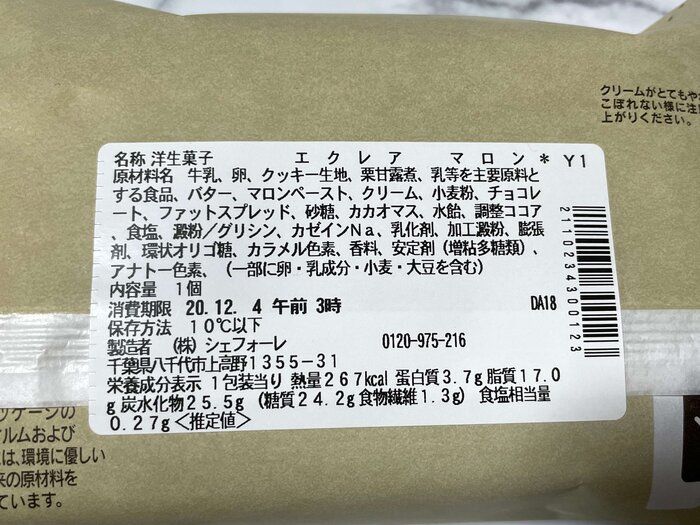 クリームがとてもやわ
こぼれない様に注
上がりください。
名称 洋生菓子 エクレア マロン* Y1
原材料名 牛乳、卵、クッキー生地、栗甘露煮、乳等を主要原料と
する食品、バター、マロンペースト、クリーム、小麦粉、チョコレ
ート、ファットスプレッド、砂糖、カカオマス、水飴、調整ココア
、食塩、澱粉/グリシン、カゼインNa、乳化剤、加工澱粉、膨張
剤、環状オリゴ糖、カラメル色素、香料、安定剤(増粘多糖類)、
アナトー色素、(一部に卵・乳成分・小麦・大豆を含む)
内容量 1個
消費期限 20.12. 4 午前 3時 DA18
保存方法 10℃以下
製造者 (株) シェフォーレ 0120-975-216
千葉県八千代市上高野1355-31
栄養成分表示 1包装当り 熱量267kcal 蛋白質3.7g 脂質17.0
g 炭水化物25.5g (糖質24.2g 食物繊維1.3g) 食塩相当量
0.27g<推定値>
2110234300123
ッケージの
ルムおよび
は、環境に優しい
来の原材料を
ています。